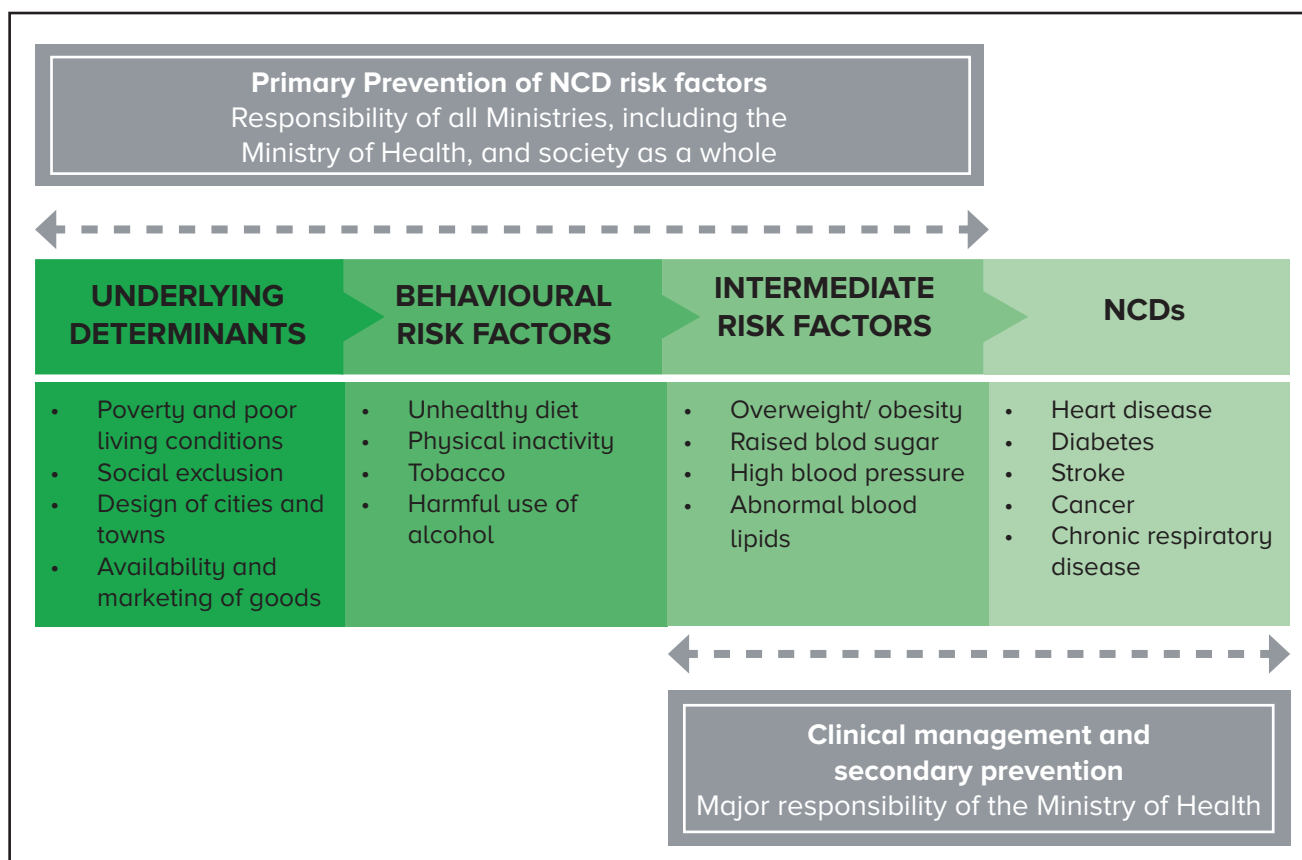 Primary Prevention of NCD risk factors
Responsibility of all Ministries, including the
Ministry of Health, and society as a whole
UNDERLYING
DETERMINANTS
BEHAVIOURAL
RISK FACTORS
INTERMEDIATE
RISK FACTORS
NCDs
• Poverty and poor
living conditions
• Social exclusion
• Design of cities and
towns
• Availability and
marketing of goods
• Unhealthy diet
• Physical inactivity
• Tobacco
• Harmful use of
alcohol
• Overweight/ obesity
• Raised blod sugar
• High blood pressure
• Abnormal blood
lipids
• Heart disease
• Diabetes
• Stroke
• Cancer
• Chronic respiratory
disease
Clinical management and
secondary prevention
Major responsibility of the Ministry of Health